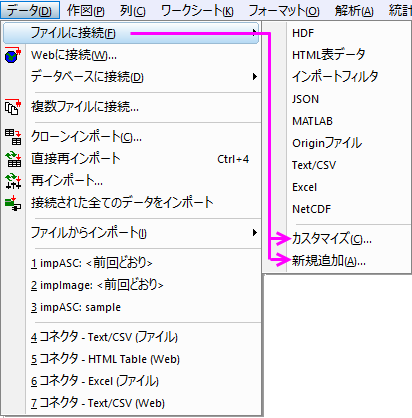 データ(D) 作図(P) 列(C) ワークシート(K) フォーマット(O) 解析(A) 統計
ファイルに接続(F)
Webに接続(W)...
データベースに接続(D)
複数ファイルに接続...
クローンインポート(C)...
直接再インポート Ctrl+4
再インポート...
接続された全てのデータをインポート
ファイルからインポート(I)
1 impASC: <前回どおり>
2 impImage: <前回どおり>
3 impASC: sample
4 コネクタ - Text/CSV (ファイル)
5 コネクタ - HTML Table (Web)
6 コネクタ - Excel (ファイル)
7 コネクタ - Text/CSV (Web)
HDF
HTML表データ
インポートフィルタ
JSON
MATLAB
Originファイル
Text/CSV
Excel
NetCDF
カスタマイズ(C)...
新規追加(A)...